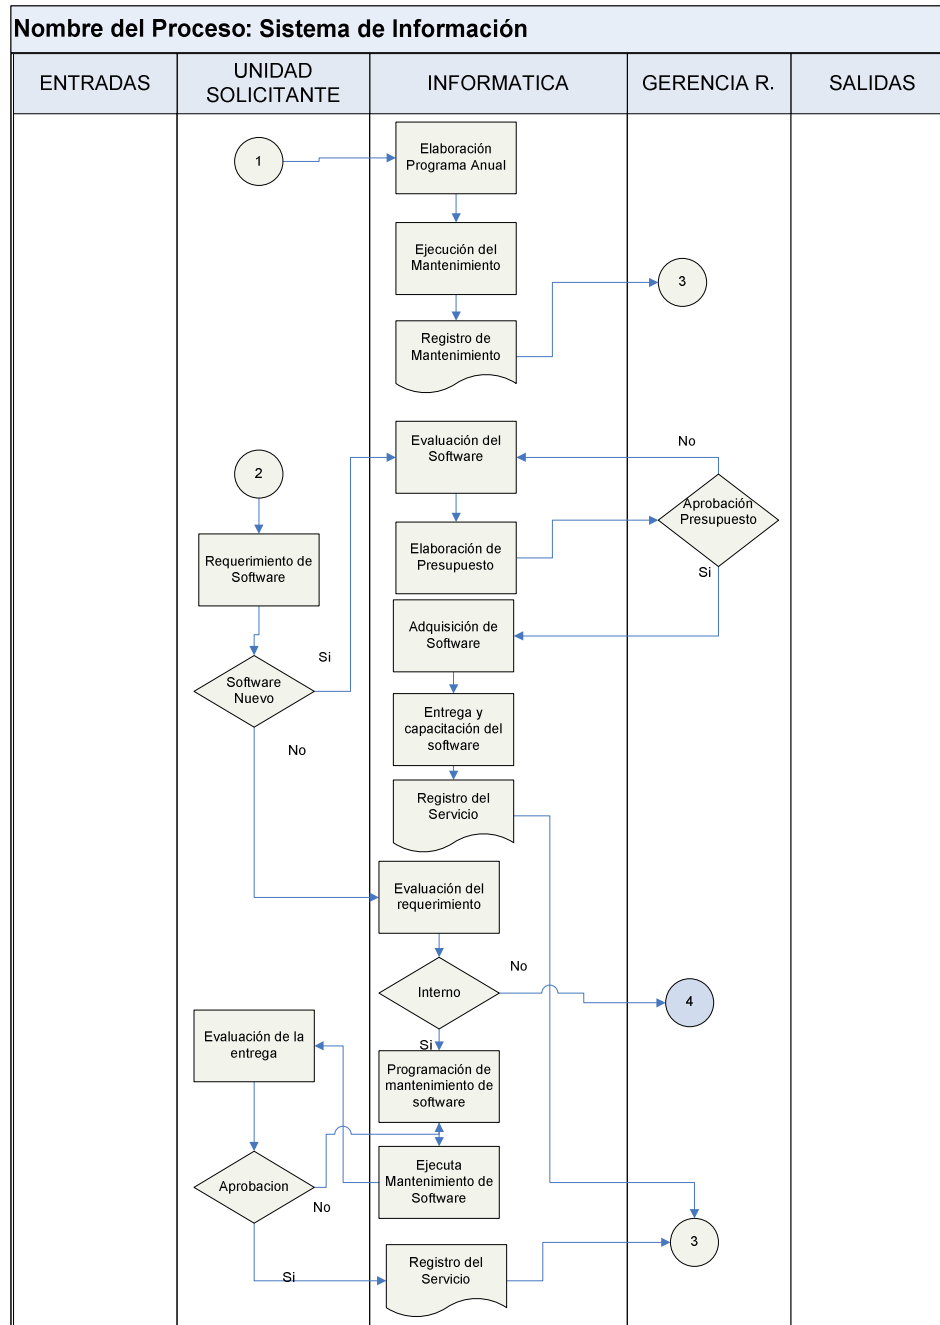 Nombre del Proceso: Sistema de Información
ENTRADAS
UNIDAD
SOLICITANTE
INFORMATICA
GERENCIA R.
SALIDAS
1
Elaboración
Programa Anual
Ejecución del
Mantenimiento
3
Registro de
Mantenimiento
Evaluación del
Software
No
2
Aprobación
Presupuesto
Elaboración de
Presupuesto
Requerimiento de
Software
Si
Adquisición de
Software
Si
Software
Nuevo
Entrega y
capacitación del
software
No
Registro del
Servicio
Evaluación del
requerimiento
No
Interno
4
Evaluación de la
entrega
Si
Programación de
mantenimiento de
software
Ejecuta
Mantenimiento de
Software
Aprobacion
No
3
Registro del
Servicio
Si